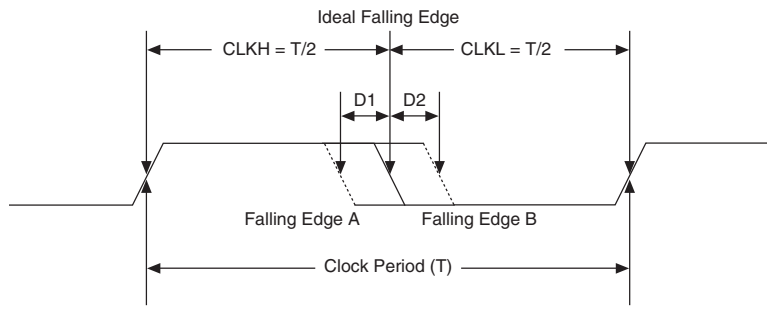 Ideal Falling Edge
CLKH = T/2
CLKL = T/2
D1
D2
Falling Edge A
Falling Edge B
Clock Period (T)